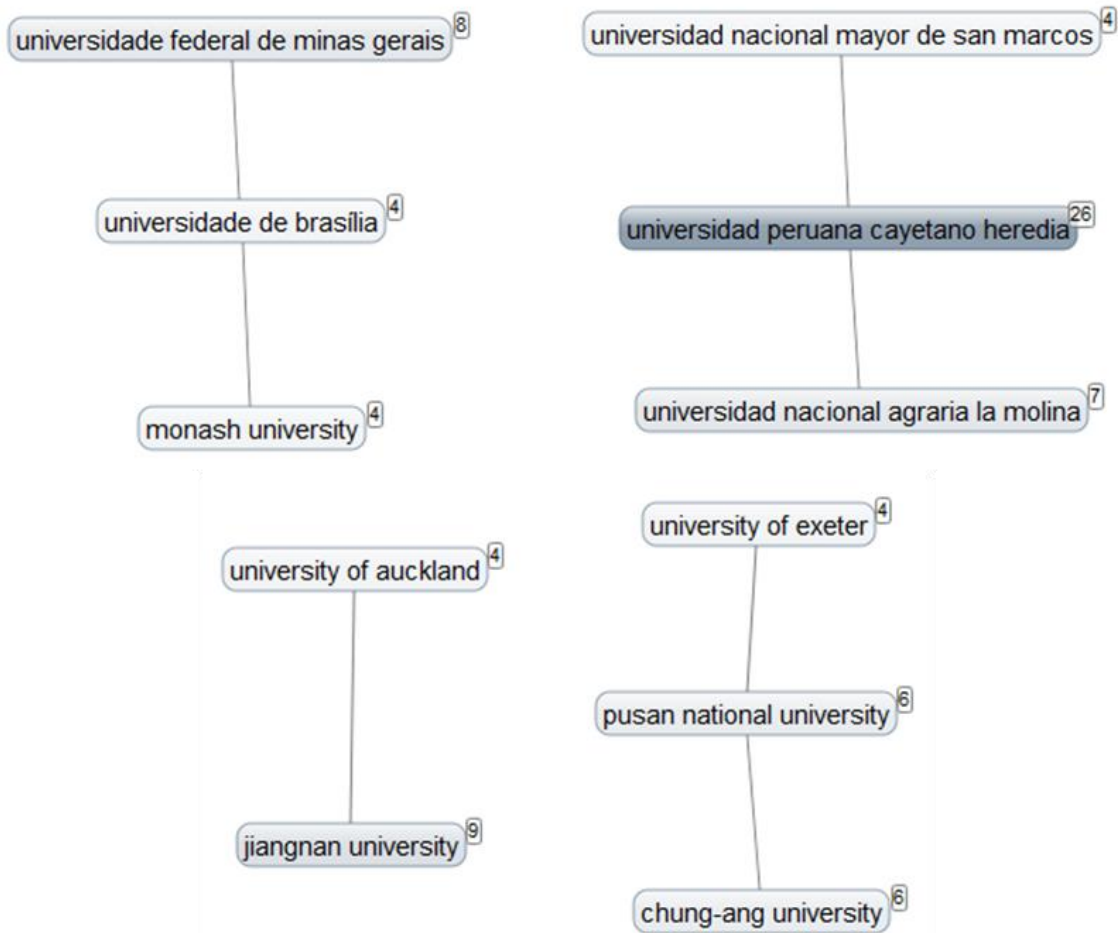 universidade federal de minas gerais 8
universidade de brasília 4
monash university 4
universidad nacional mayor de san marcos 4
universidad peruana cayetano heredia 26
universidad nacional agraria la molina 7
university of auckland 4
jiangnan university 9
university of exeter 4
pusan national university 6
chung-ang university 6